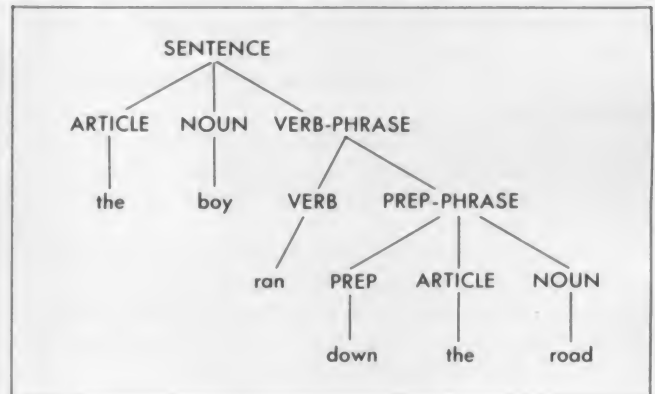 SENTENCE
ARTICLE NOUN VERB-PHRASE
the boy VERB PREP-PHRASE
ran PREP ARTICLE NOUN
down the road